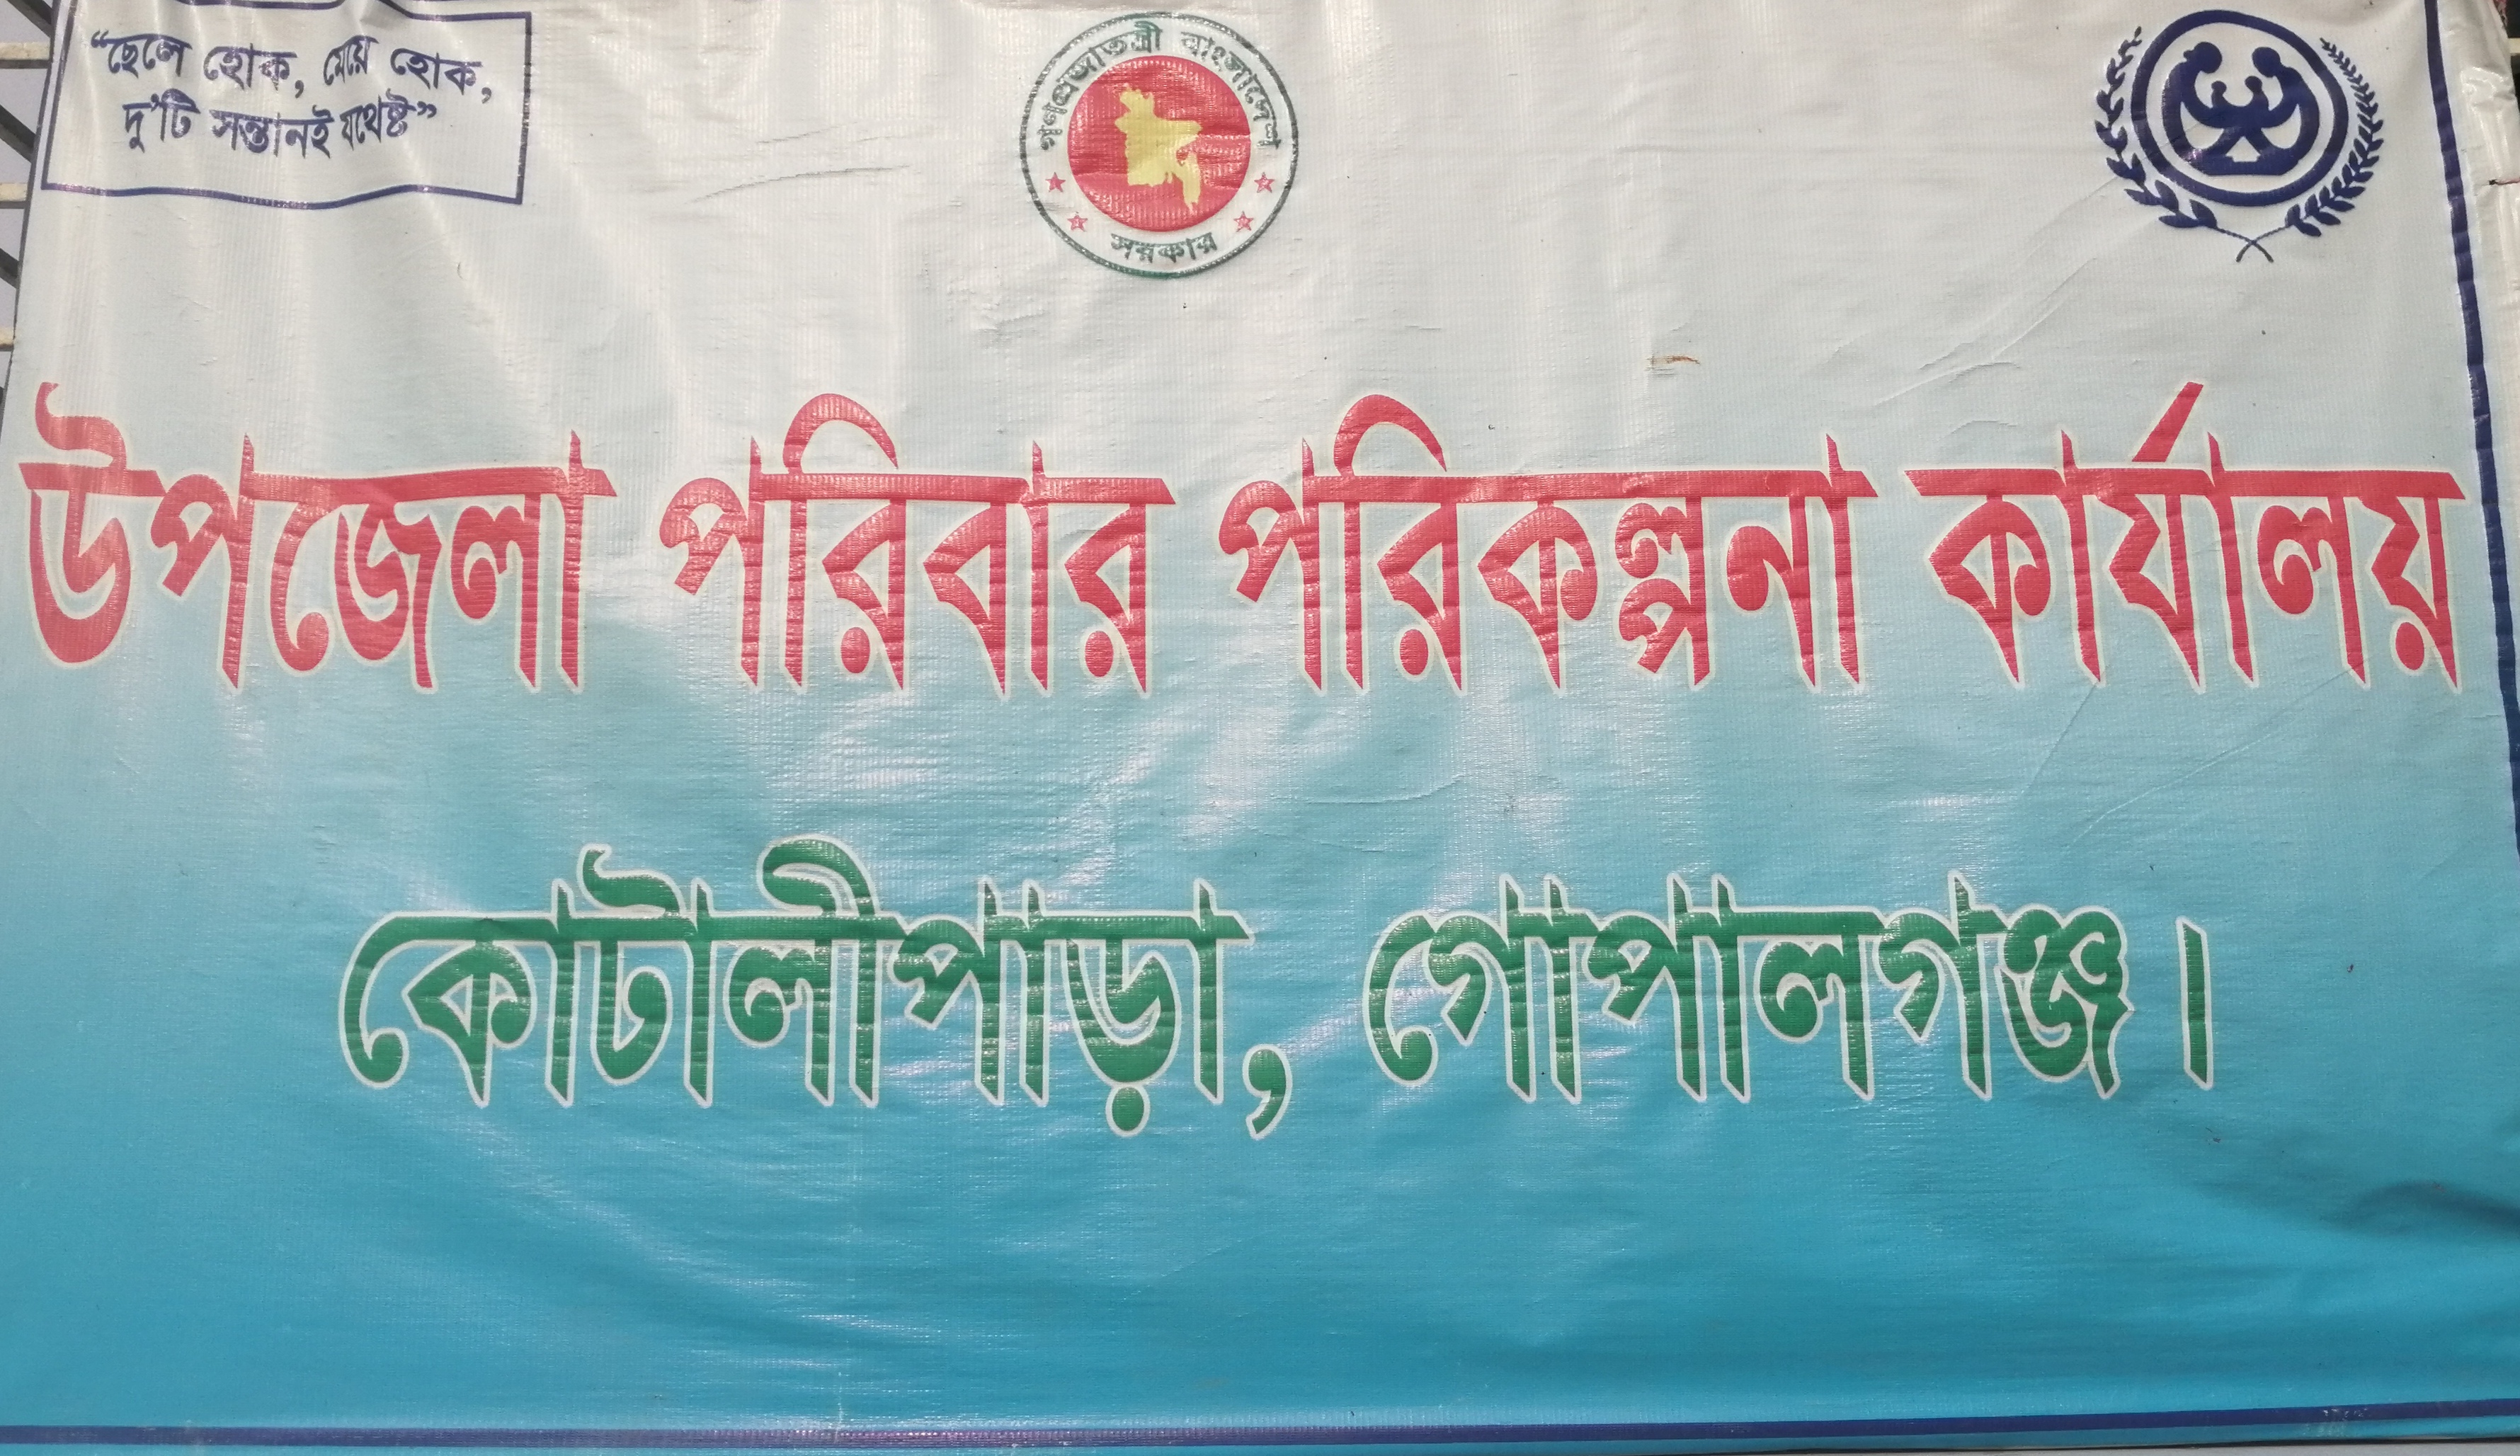 “ছেলে হোক, মেয়ে হোক,
দু’টি সন্তানই যথেষ্ট”
গণপ্রজাতন্ত্রী বাংলাদেশ
সরকার
উপজেলা পরিবার পরিকল্পনা কার্যালয়
কোটালীপাড়া, গোপালগঞ্জ।